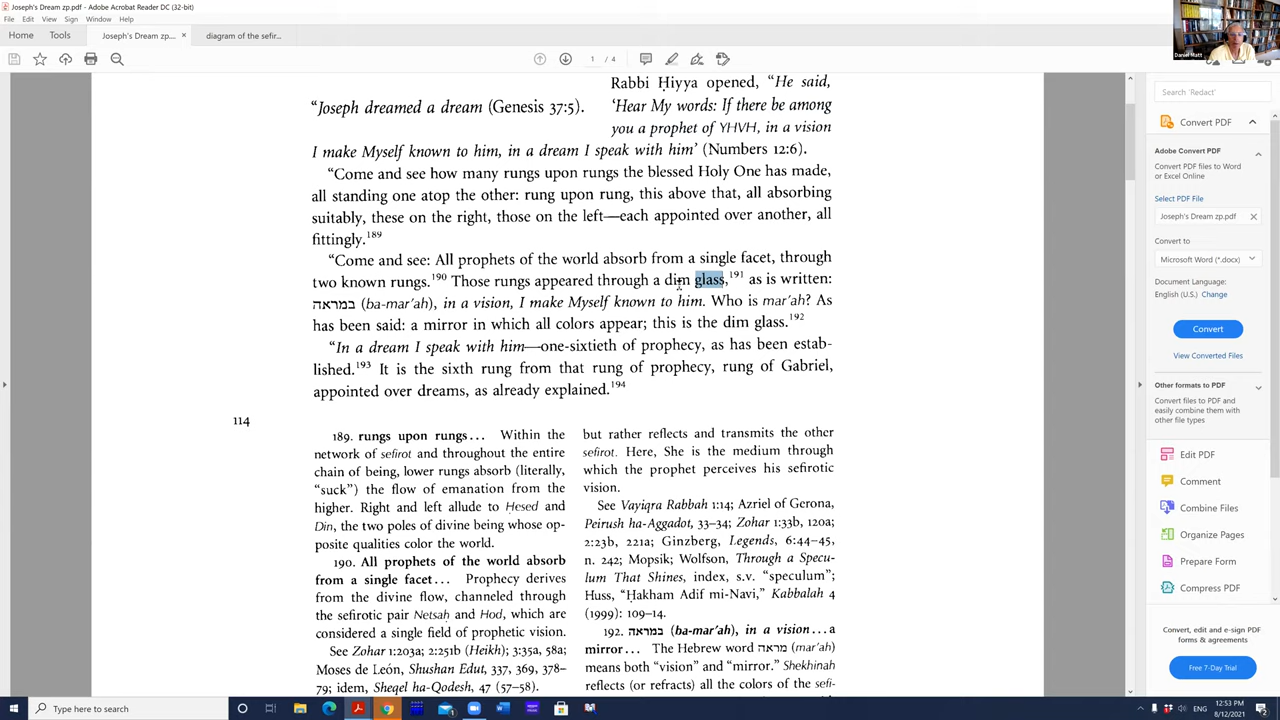 Joseph's Dream zp.pdf - Adobe Acrobat Reader DC (32-bit)
File Edit View Sign Window Help
Home Tools Joseph's Dream zp.... × diagram of the sefir...
1 / 4
Daniel Matt
Rabbi Ḥiyya opened, "He said,
"Joseph dreamed a dream (Genesis 37:5). 'Hear My words: If there be among
you a prophet of YHVH, in a vision
I make Myself known to him, in a dream I speak with him' (Numbers 12:6).
"Come and see how many rungs upon rungs the blessed Holy One has made,
all standing one atop the other: rung upon rung, this above that, all absorbing
suitably, these on the right, those on the left—each appointed over another, all
fittingly.189
"Come and see: All prophets of the world absorb from a single facet, through
two known rungs.190 Those rungs appeared through a dim glass,191 as is written:
במראה (ba-mar'ah), in a vision, I make Myself known to him. Who is mar'ah? As
has been said: a mirror in which all colors appear; this is the dim glass.192
"In a dream I speak with him—one-sixtieth of prophecy, as has been estab-
lished.193 It is the sixth rung from that rung of prophecy, rung of Gabriel,
appointed over dreams, as already explained.194
114
189. rungs upon rungs... Within the
network of sefirot and throughout the entire
chain of being, lower rungs absorb (literally,
"suck") the flow of emanation from the
higher. Right and left allude to Ḥesed and
Din, the two poles of divine being whose op-
posite qualities color the world.
190. All prophets of the world absorb
from a single facet... Prophecy derives
from the divine flow, channeled through
the sefirotic pair Netsaḥ and Hod, which are
considered a single field of prophetic vision.
See Zohar 1:203a; 2:251b (Heikh); 3:35a, 58a;
Moses de León, Shushan Edut, 337, 369, 378–
79; idem, Sheqel ha-Qodesh, 47 (57–58).
but rather reflects and transmits the other
sefirot. Here, She is the medium through
which the prophet perceives his sefirotic
vision.
See Vayiqra Rabbah 1:14; Azriel of Gerona,
Peirush ha-Aggadot, 33–34; Zohar 1:33b, 120a;
2:23b, 221a; Ginzberg, Legends, 6:44–45,
n. 242; Mopsik; Wolfson, Through a Specu-
lum That Shines, index, s.v. "speculum";
Huss, "Ḥakham Adif mi-Navi," Kabbalah 4
(1999): 109–14.
192. במראה (ba-mar'ah), in a vision...a
mirror... The Hebrew word מראה (mar'ah)
means both "vision" and "mirror." Shekhinah
reflects (or refracts) all the colors of the sefi-
Search 'Redact'
Convert PDF
Adobe Convert PDF
Convert PDF Files to Word
or Excel Online
Select PDF File
Joseph's Dream zp.pdf
Convert to
Microsoft Word (*.docx)
Document Language:
English (U.S.) Change
Convert
View Converted Files
Other formats to PDF
Convert files to PDF and
easily combine them with
other file types
Edit PDF
Comment
Combine Files
Organize Pages
Prepare Form
Compress PDF
Convert, edit and e-sign PDF
forms & agreements
Free 7-Day Trial
Type here to search
ENG
12:53 PM
8/12/2021
2